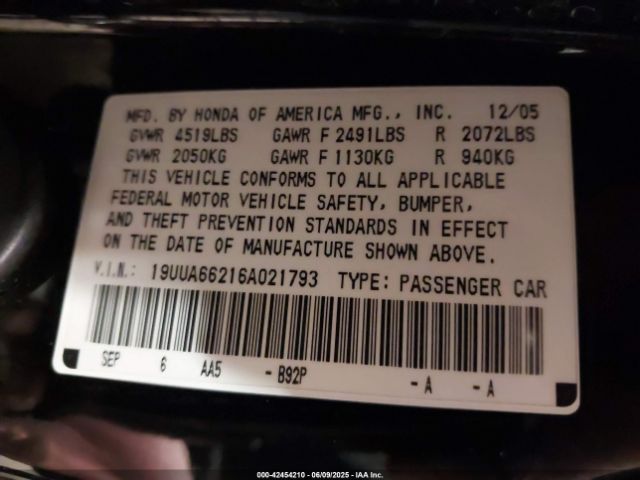 MFD. BY HONDA OF AMERICA MFG., INC. 12/05
GVWR 4519LBS GAWR F 2491LBS R 2072LBS
GVWR 2050KG GAWR F 1130KG R 940KG
THIS VEHICLE CONFORMS TO ALL APPLICABLE
FEDERAL MOTOR VEHICLE SAFETY, BUMPER,
AND THEFT PREVENTION STANDARDS IN EFFECT
ON THE DATE OF MANUFACTURE SHOWN ABOVE.
V.I.N.: 19UUA66216A021793 TYPE: PASSENGER CAR
SEP 6 AA5 - B92P - A - A
000-42454210 | 06/09/2025 | IAA Inc.